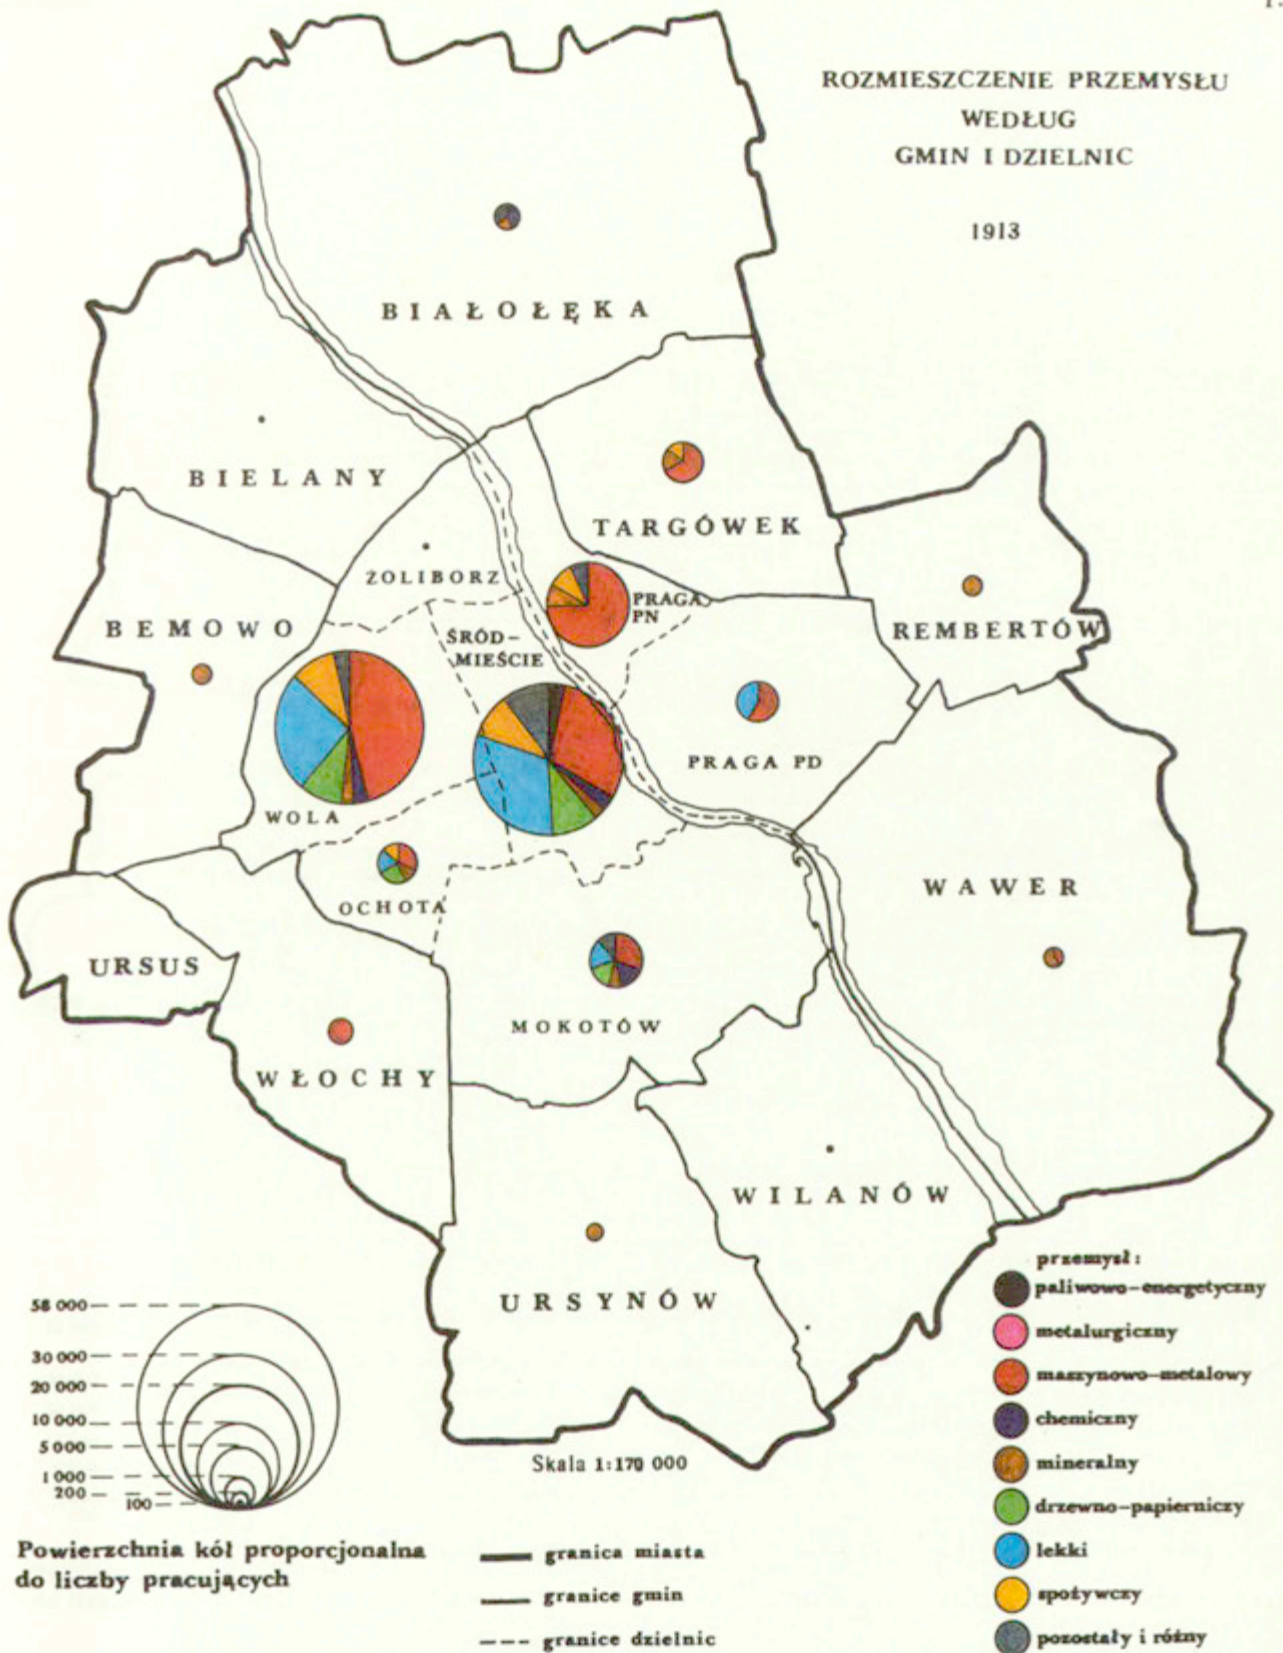 ROZMIESZCZENIE PRZEMYSŁU
WEDŁUG
GMIN I DZIELNIC
1913
BIAŁOŁĘKA
BIELANY
TARGÓWEK
ŻOLIBORZ
PRAGA
PN
BEMOWO
ŚRÓD-
MIEŚCIE
REMBERTÓW
PRAGA PD
WOLA
WAWER
OCHOTA
URSUS
MOKOTÓW
WŁOCHY
WILANÓW
URSYNÓW
przemysł:
paliwowo-energetyczny
metalurgiczny
maszynowo-metalowy
chemiczny
mineralny
drzewno-papierniczy
lekki
spożywczy
pozostały i różny
58 000
30 000
20 000
10 000
5 000
1 000
200
100
Skala 1:170 000
Powierzchnia kół proporcjonalna
do liczby pracujących
granica miasta
granice gmin
granice dzielnic